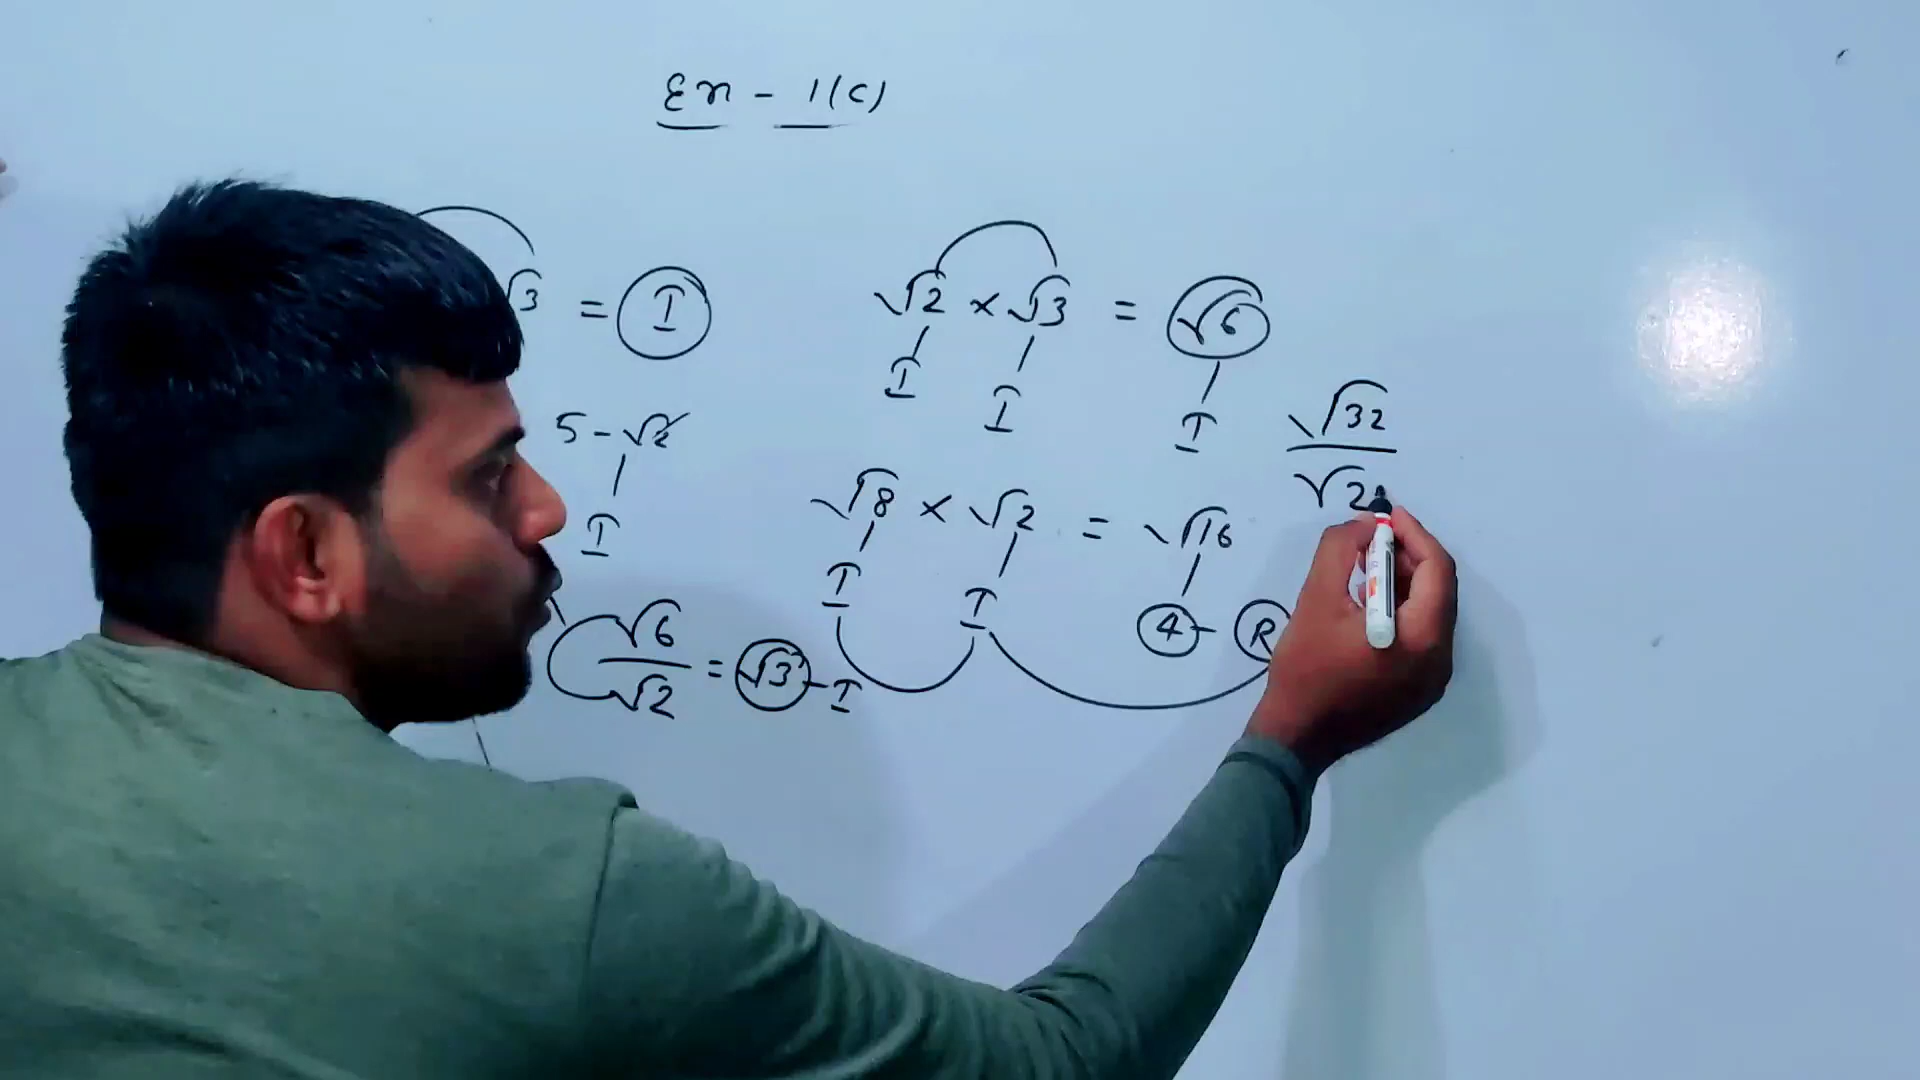 Ex - 1(C)
√3 = I
√2 × √3 = √6
I I I
5 - √2
I
√32
√2
√8 × √2 = √16
I I 4 - R
√6
√2
= √3 - I